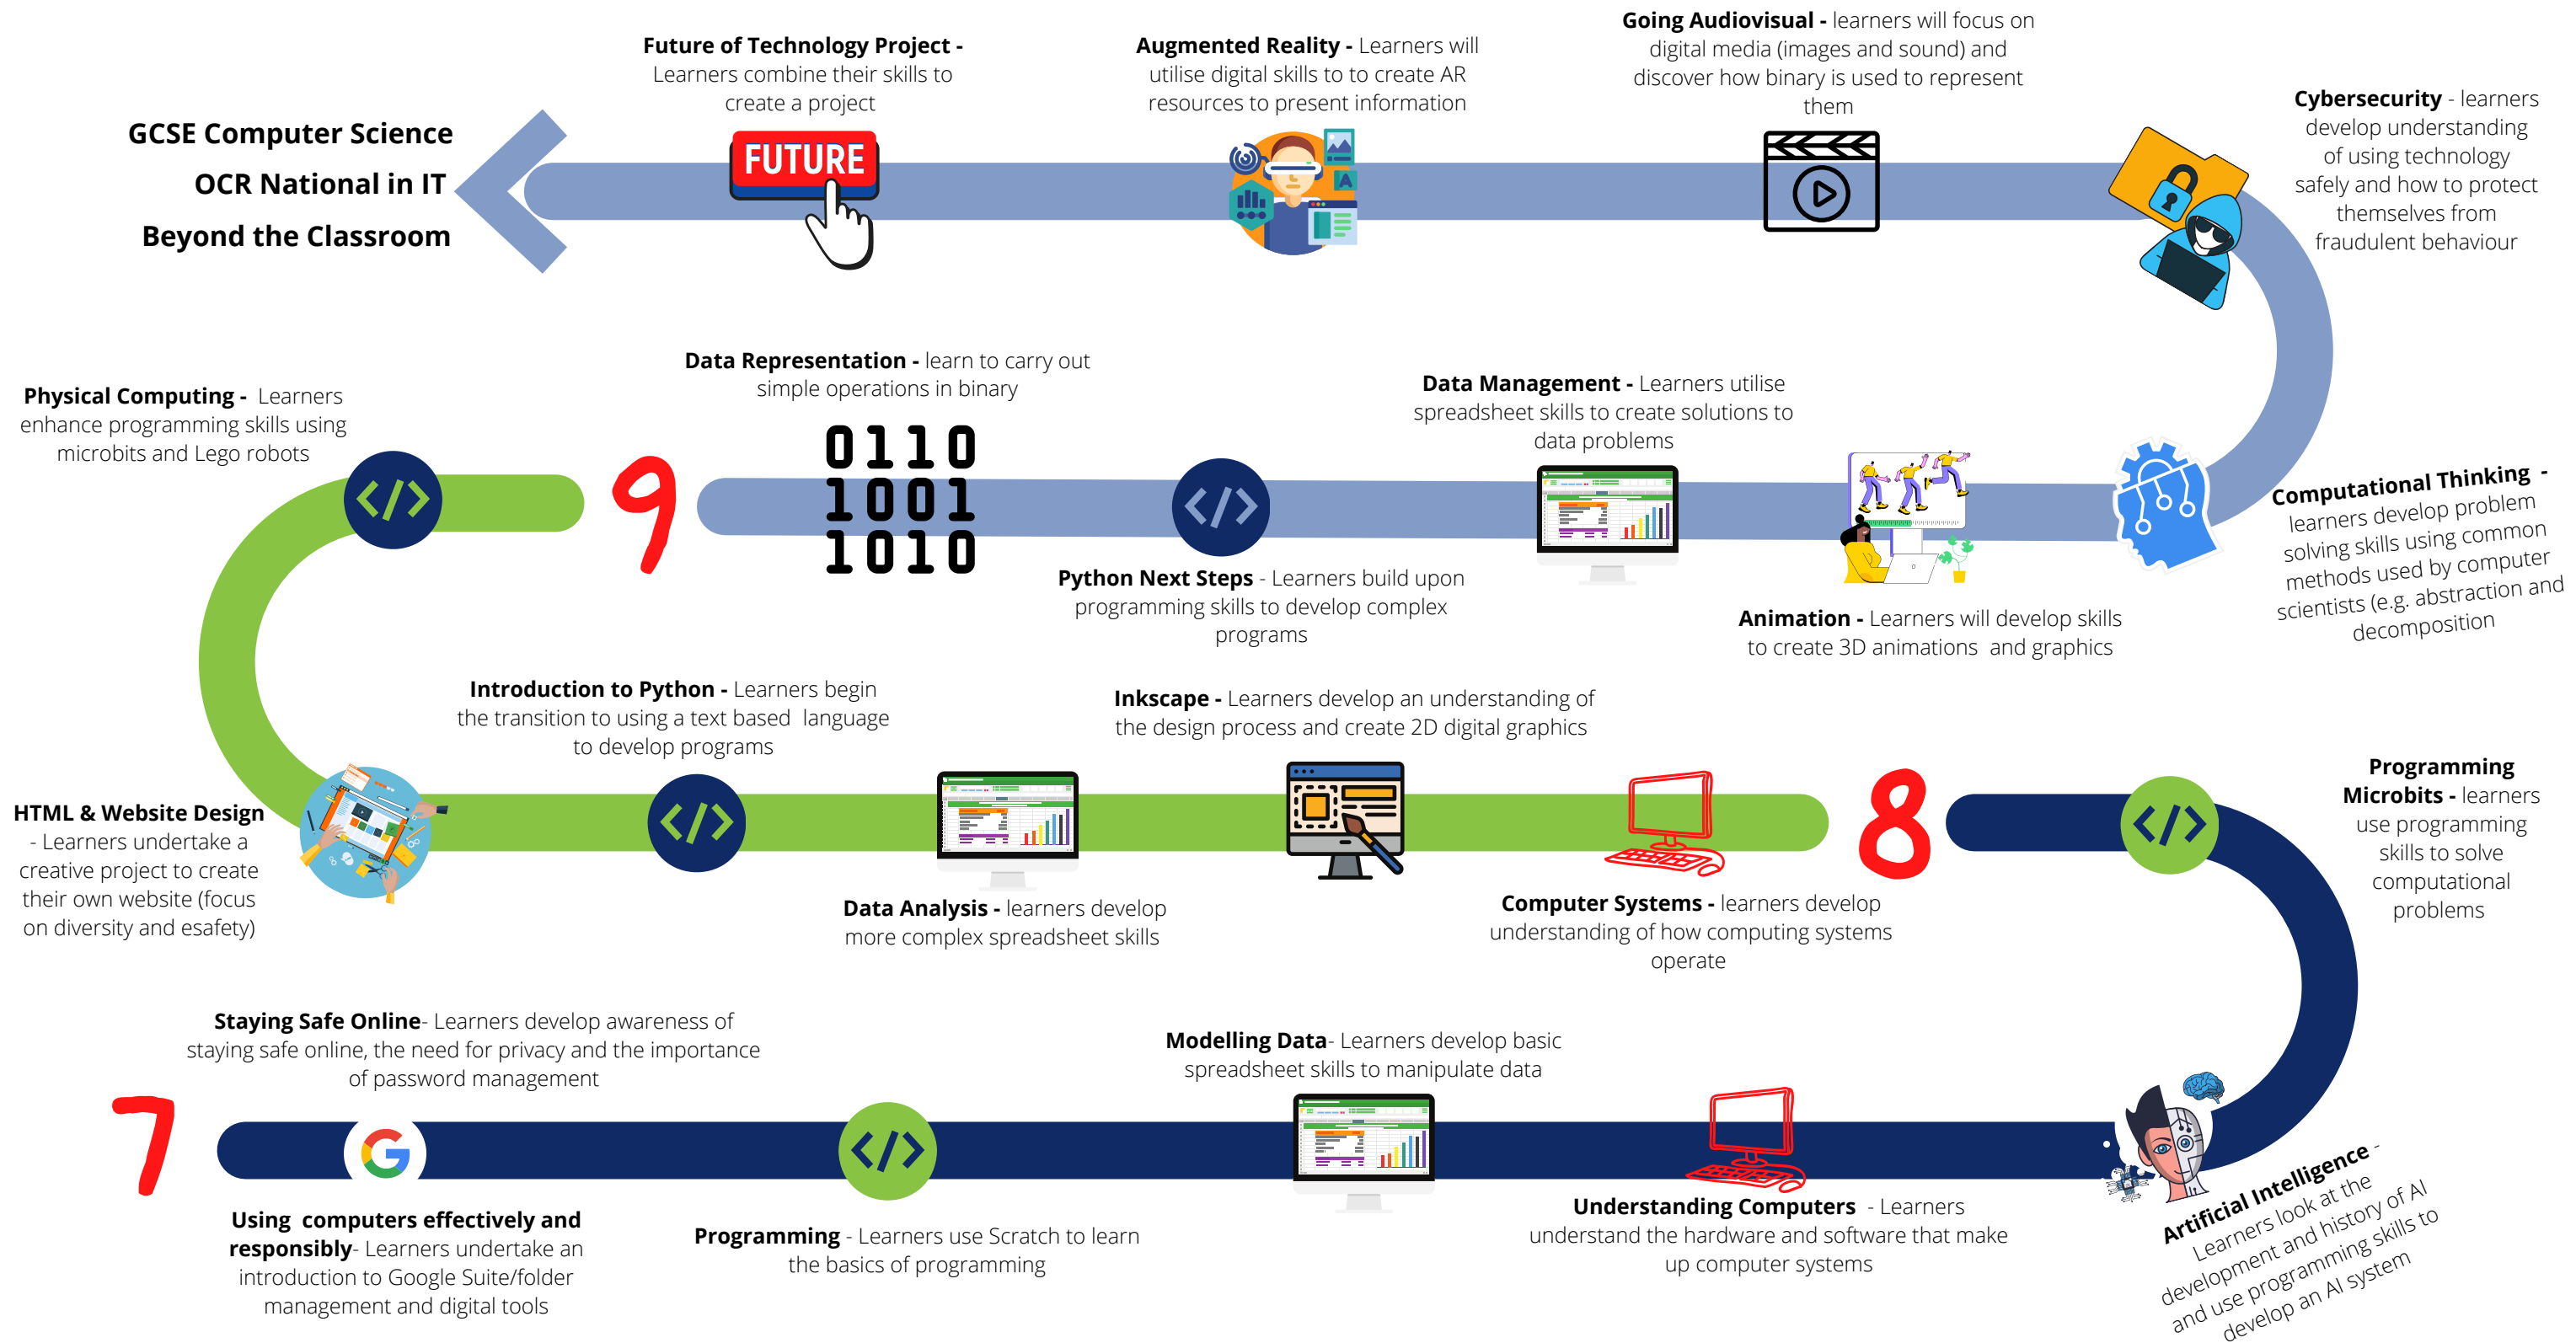 GCSE Computer Science
OCR National in IT
Beyond the Classroom
Future of Technology Project -
Learners combine their skills to
create a project
FUTURE
Augmented Reality - Learners will
utilise digital skills to to create AR
resources to present information
A
Going Audiovisual - learners will focus on
digital media (images and sound) and
discover how binary is used to represent
them
Cybersecurity - learners
develop understanding
of using technology
safely and how to protect
themselves from
fraudulent behaviour
Physical Computing - Learners
enhance programming skills using
microbits and Lego robots
</>
9
Data Representation - learn to carry out
simple operations in binary
0110
1001
1010
</>
Python Next Steps - Learners build upon
programming skills to develop complex
programs
Data Management - Learners utilise
spreadsheet skills to create solutions to
data problems
Animation - Learners will develop skills
to create 3D animations and graphics
Computational Thinking -
learners develop problem
solving skills using common
methods used by computer
scientists (e.g. abstraction and
decomposition
HTML & Website Design
- Learners undertake a
creative project to create
their own website (focus
on diversity and esafety)
Introduction to Python - Learners begin
the transition to using a text based language
to develop programs
</>
Data Analysis - learners develop
more complex spreadsheet skills
Inkscape - Learners develop an understanding of
the design process and create 2D digital graphics
Computer Systems - learners develop
understanding of how computing systems
operate
8
</>
Programming
Microbits - learners
use programming
skills to solve
computational
problems
7
Staying Safe Online- Learners develop awareness of
staying safe online, the need for privacy and the importance
of password management
G
Using computers effectively and
responsibly- Learners undertake an
introduction to Google Suite/folder
management and digital tools
</>
Programming - Learners use Scratch to learn
the basics of programming
Modelling Data- Learners develop basic
spreadsheet skills to manipulate data
Understanding Computers - Learners
understand the hardware and software that make
up computer systems
Artificial Intelligence -
Learners look at the
development and history of AI
and use programming skills to
develop an AI system